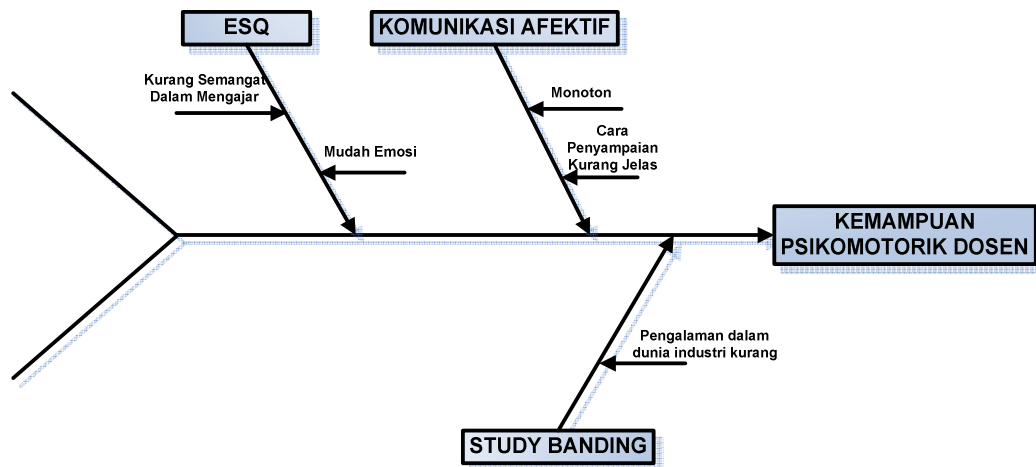 ESQ
KOMUNIKASI AFEKTIF
Kurang Semangat
Dalam Mengajar
Mudah Emosi
Monoton
Cara
Penyampaian
Kurang Jelas
KEMAMPUAN
PSIKOMOTORIK DOSEN
Pengalaman dalam
dunia industri kurang
STUDY BANDING